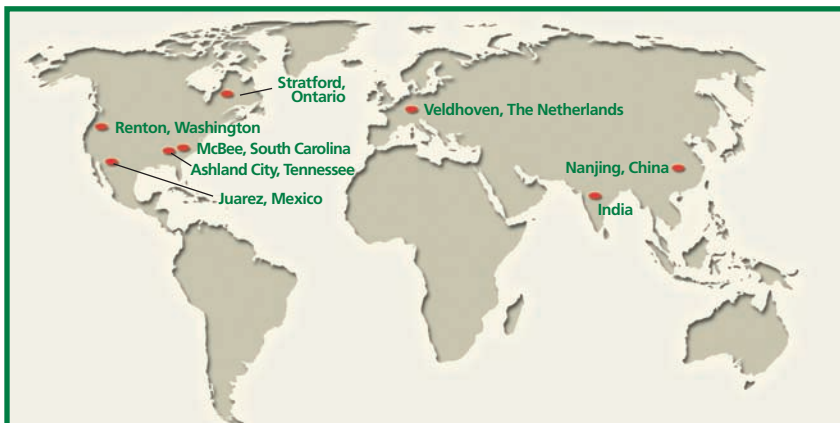 Stratford,
Ontario
Renton, Washington
McBee, South Carolina
Ashland City, Tennessee
Juarez, Mexico
Veldhoven, The Netherlands
Nanjing, China
India